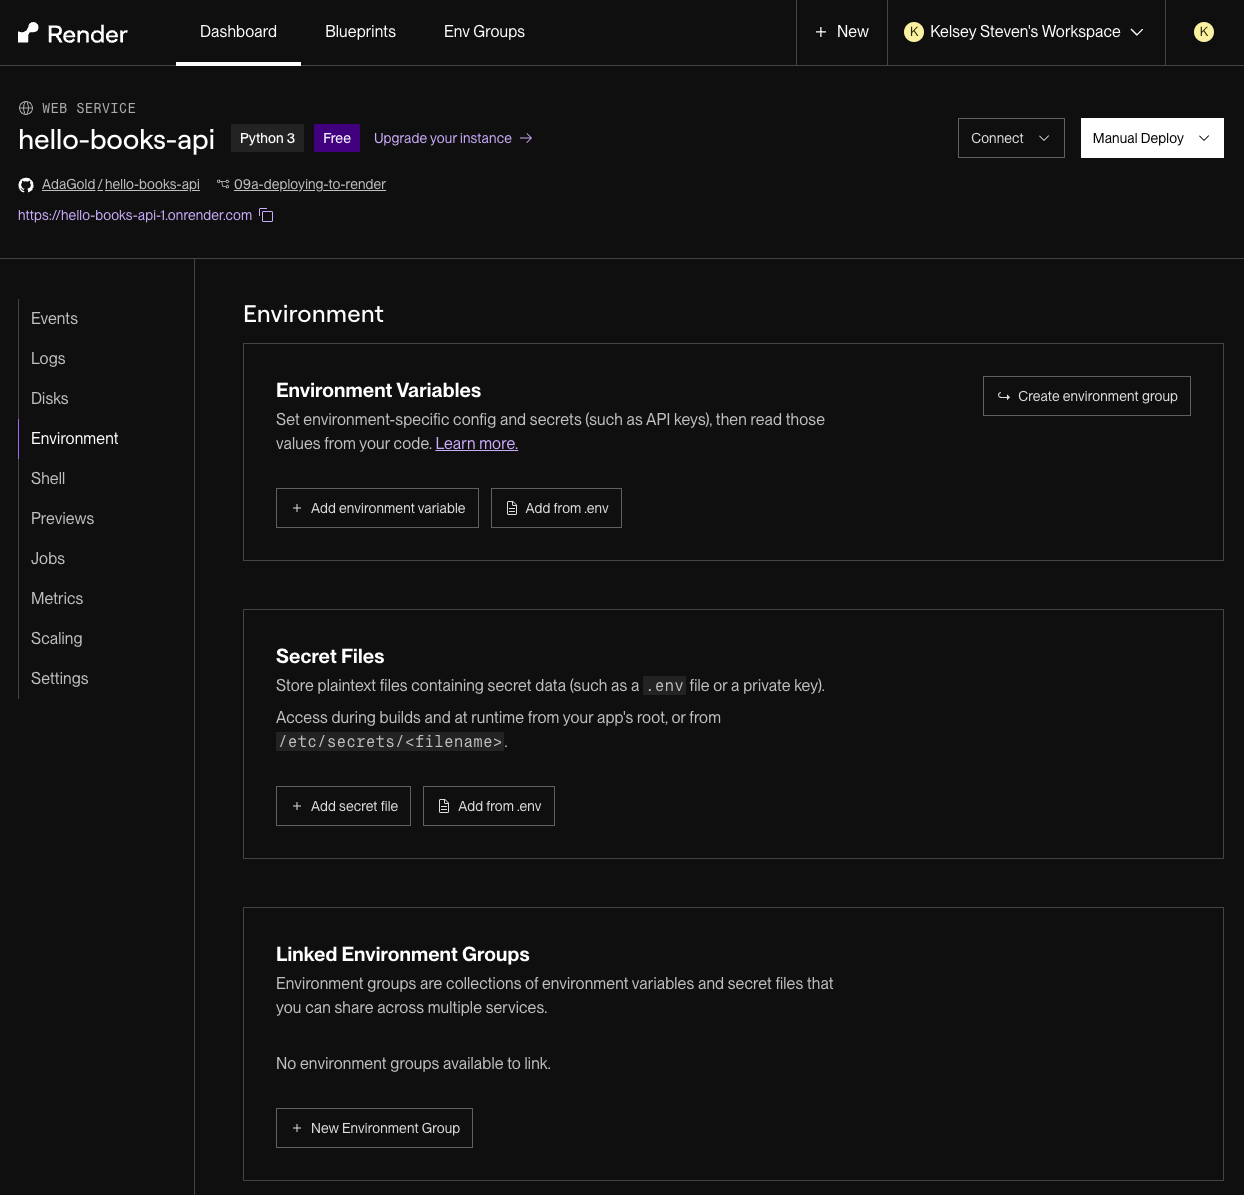 Render
Dashboard
Blueprints
Env Groups
+ New
K Kelsey Steven's Workspace
K
WEB SERVICE
hello-books-api
Python 3
Free
Upgrade your instance →
Connect
Manual Deploy
AdaGold / hello-books-api
09a-deploying-to-render
https://hello-books-api-1.onrender.com
Events
Logs
Disks
Environment
Shell
Previews
Jobs
Metrics
Scaling
Settings
Environment
Environment Variables
Create environment group
Set environment-specific config and secrets (such as API keys), then read those
values from your code. Learn more.
+ Add environment variable
Add from .env
Secret Files
Store plaintext files containing secret data (such as a .env file or a private key).
Access during builds and at runtime from your app's root, or from
/etc/secrets/<filename>.
+ Add secret file
Add from .env
Linked Environment Groups
Environment groups are collections of environment variables and secret files that
you can share across multiple services.
No environment groups available to link.
+ New Environment Group